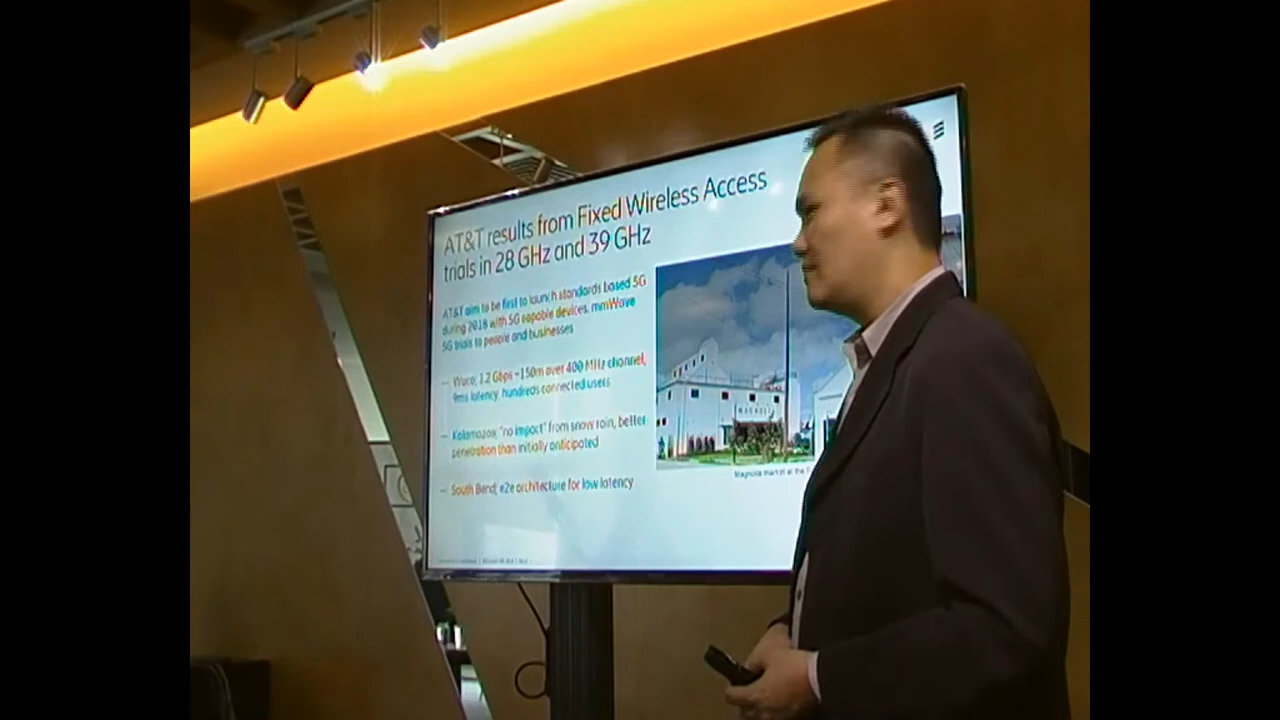 AT&T results from Fixed Wireless Access
trials in 28 GHz and 39 GHz
AT&T aim to be first to launch standards based 5G
during 2018 with 5G capable devices, mmWave
5G trials to people and businesses
— Waco; 1.2 Gbps ~150m over 400 MHz channel,
9ms latency, hundreds connected users
— Kalamazoo; "no impact" from snow rain, better
penetration than initially anticipated
— South Bend; e2e architecture for low latency
Magnolia market at the